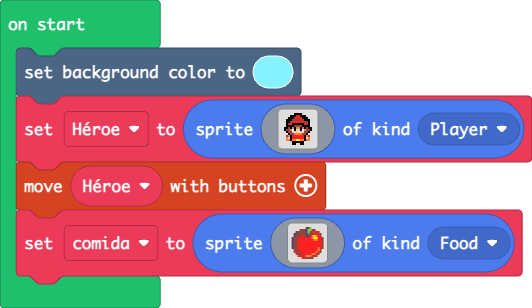 on start
set background color to
set Héroe to sprite of kind Player
move Héroe with buttons
set comida to sprite of kind Food